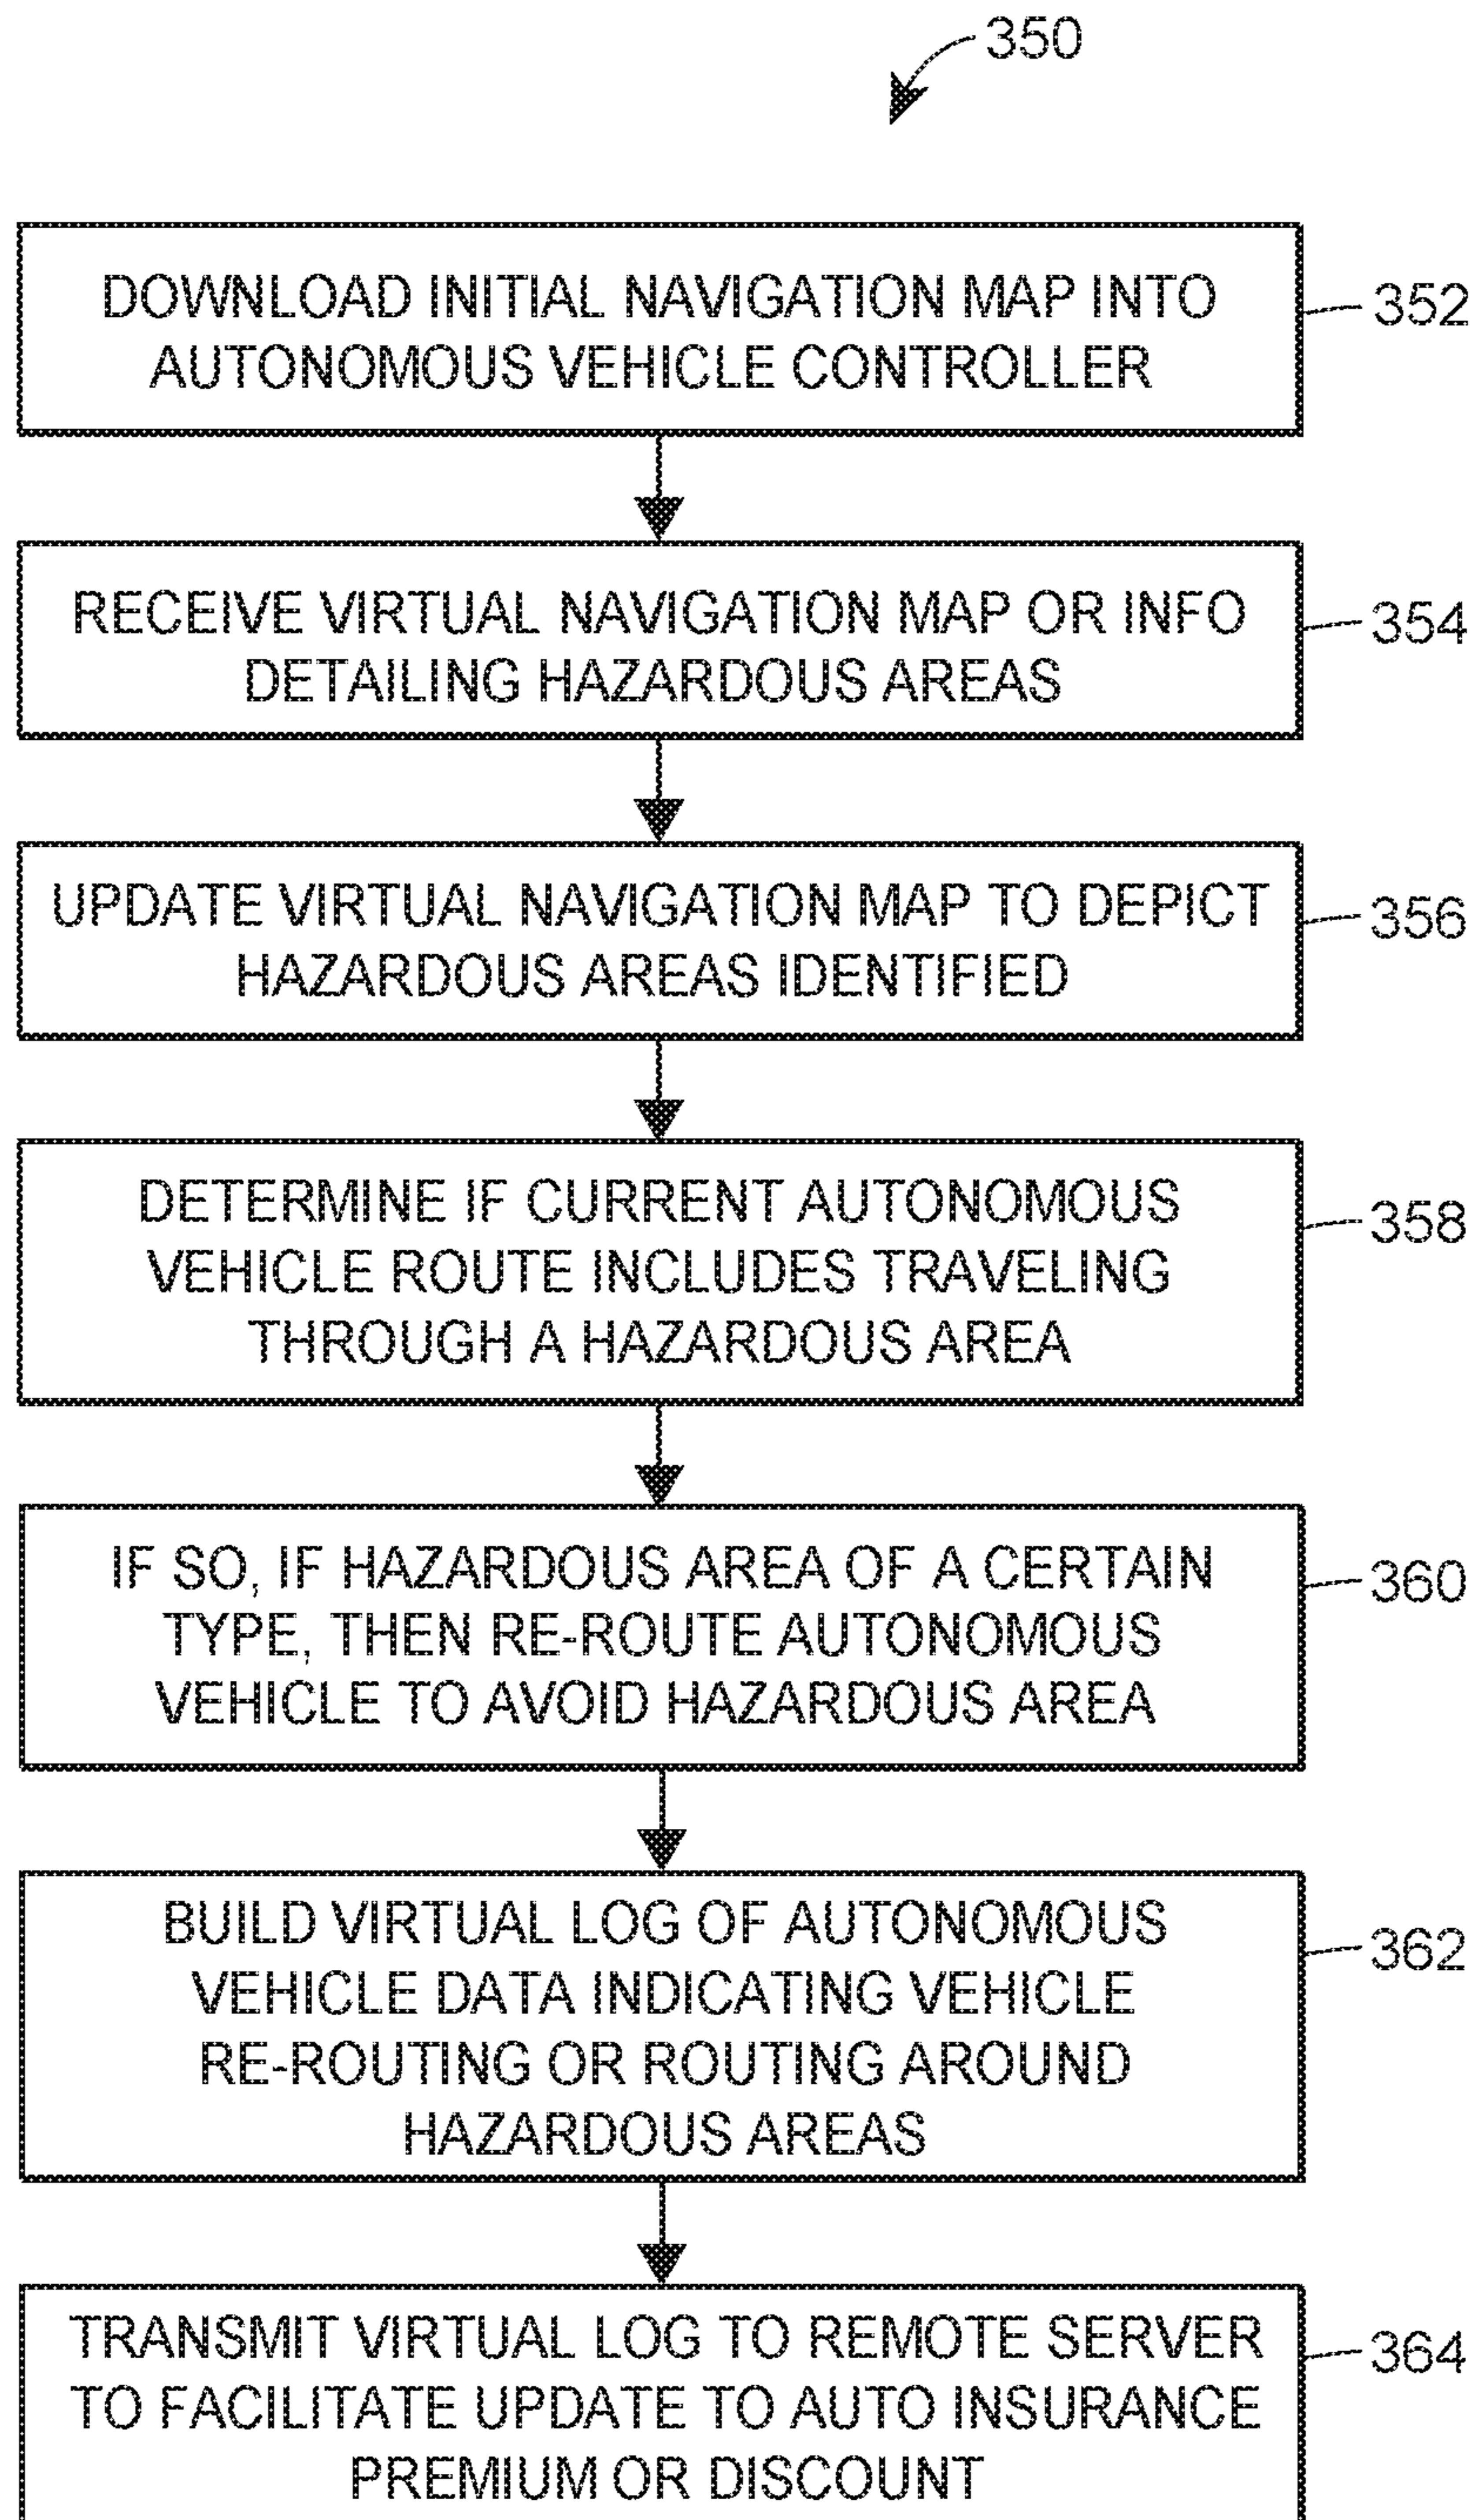 350
DOWNLOAD INITIAL NAVIGATION MAP INTO
AUTONOMOUS VEHICLE CONTROLLER
352
RECEIVE VIRTUAL NAVIGATION MAP OR INFO
DETAILING HAZARDOUS AREAS
354
UPDATE VIRTUAL NAVIGATION MAP TO DEPICT
HAZARDOUS AREAS IDENTIFIED
356
DETERMINE IF CURRENT AUTONOMOUS
VEHICLE ROUTE INCLUDES TRAVELING
THROUGH A HAZARDOUS AREA
358
IF SO, IF HAZARDOUS AREA OF A CERTAIN
TYPE, THEN RE-ROUTE AUTONOMOUS
VEHICLE TO AVOID HAZARDOUS AREA
360
BUILD VIRTUAL LOG OF AUTONOMOUS
VEHICLE DATA INDICATING VEHICLE
RE-ROUTING OR ROUTING AROUND
HAZARDOUS AREAS
362
TRANSMIT VIRTUAL LOG TO REMOTE SERVER
TO FACILITATE UPDATE TO AUTO INSURANCE
PREMIUM OR DISCOUNT
364